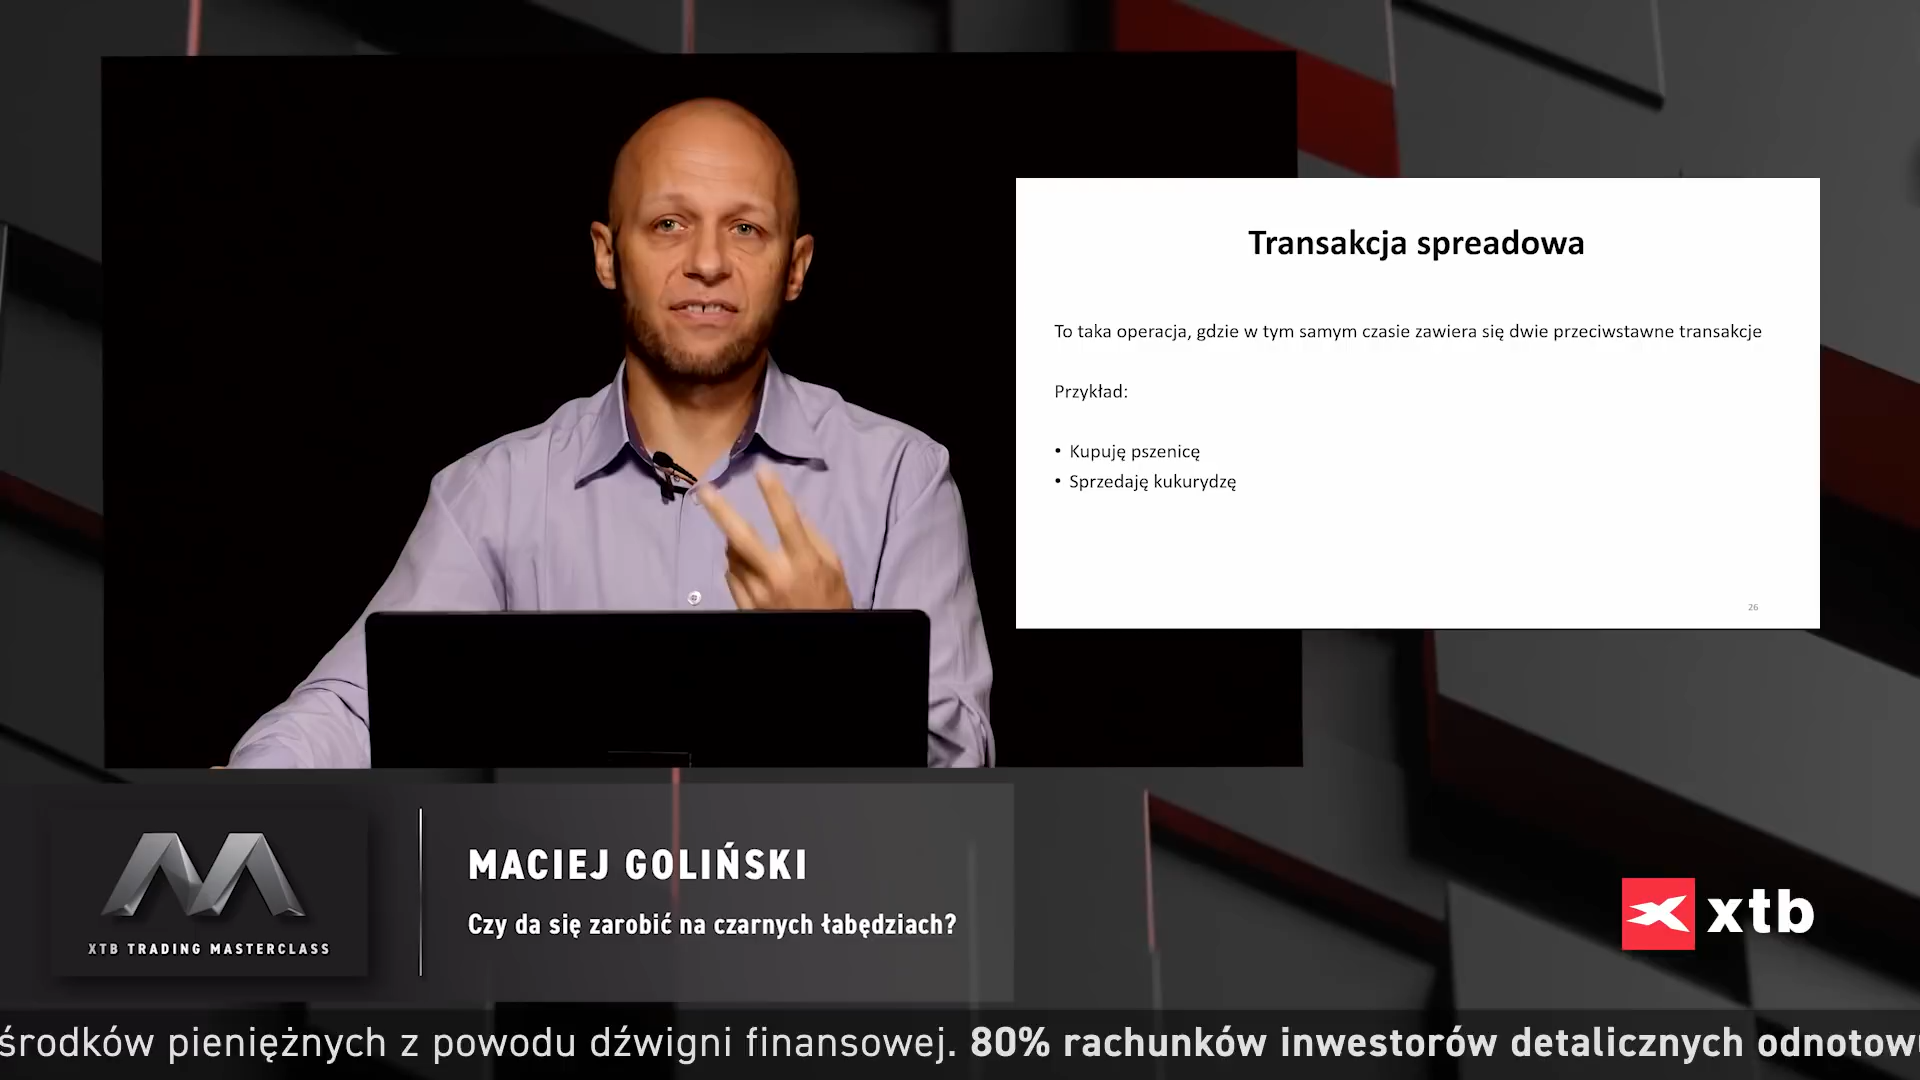 Transakcja spreadowa
To taka operacja, gdzie w tym samym czasie zawiera się dwie przeciwstawne transakcje
Przykład:
• Kupuję pszenicę
• Sprzedaję kukurydzę
26
XTB TRADING MASTERCLASS
MACIEJ GOLIŃSKI
Czy da się zarobić na czarnych łabędziach?
xtb
środków pieniężnych z powodu dźwigni finansowej. 80% rachunków inwestorów detalicznych odnotow